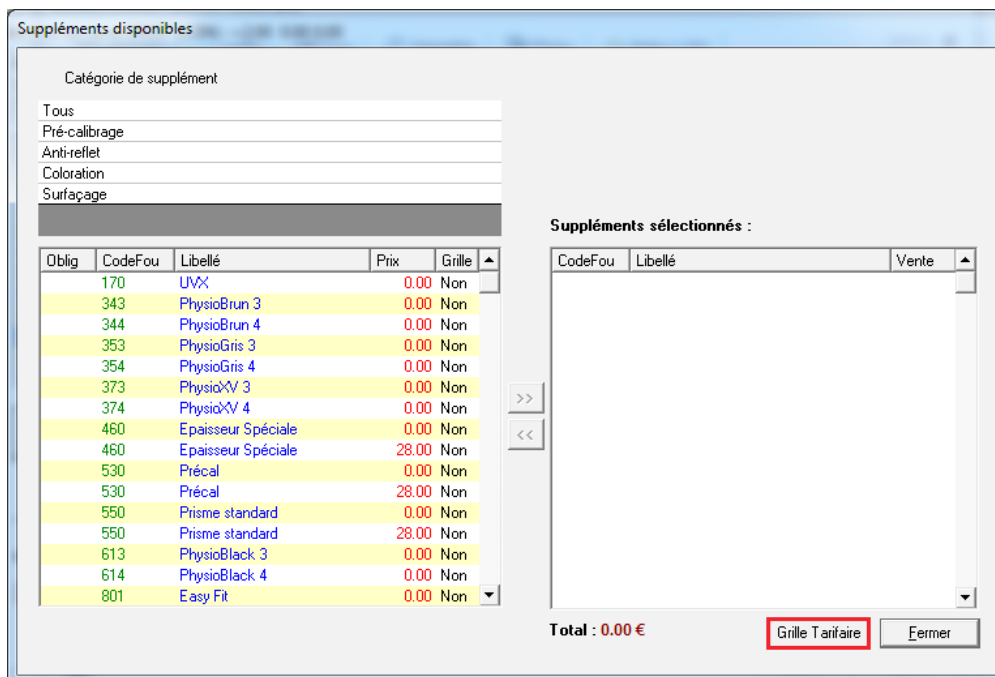 Suppléments disponibles
Catégorie de supplément
Tous
Pré-calibrage
Anti-reflet
Coloration
Surfaçage
Suppléments sélectionnés :
Oblig CodeFou Libellé Prix Grille
170 UVX 0.00 Non
343 PhysioBrun 3 0.00 Non
344 PhysioBrun 4 0.00 Non
353 PhysioGris 3 0.00 Non
354 PhysioGris 4 0.00 Non
373 PhysioXV 3 0.00 Non
374 PhysioXV 4 0.00 Non
460 Epaisseur Spéciale 0.00 Non
460 Epaisseur Spéciale 28.00 Non
530 Précal 0.00 Non
530 Précal 28.00 Non
550 Prisme standard 0.00 Non
550 Prisme standard 28.00 Non
613 PhysioBlack 3 0.00 Non
614 PhysioBlack 4 0.00 Non
801 Easy Fit 0.00 Non
>>
<<
CodeFou Libellé Vente
Total : 0.00 €
Grille Tarifaire
Fermer